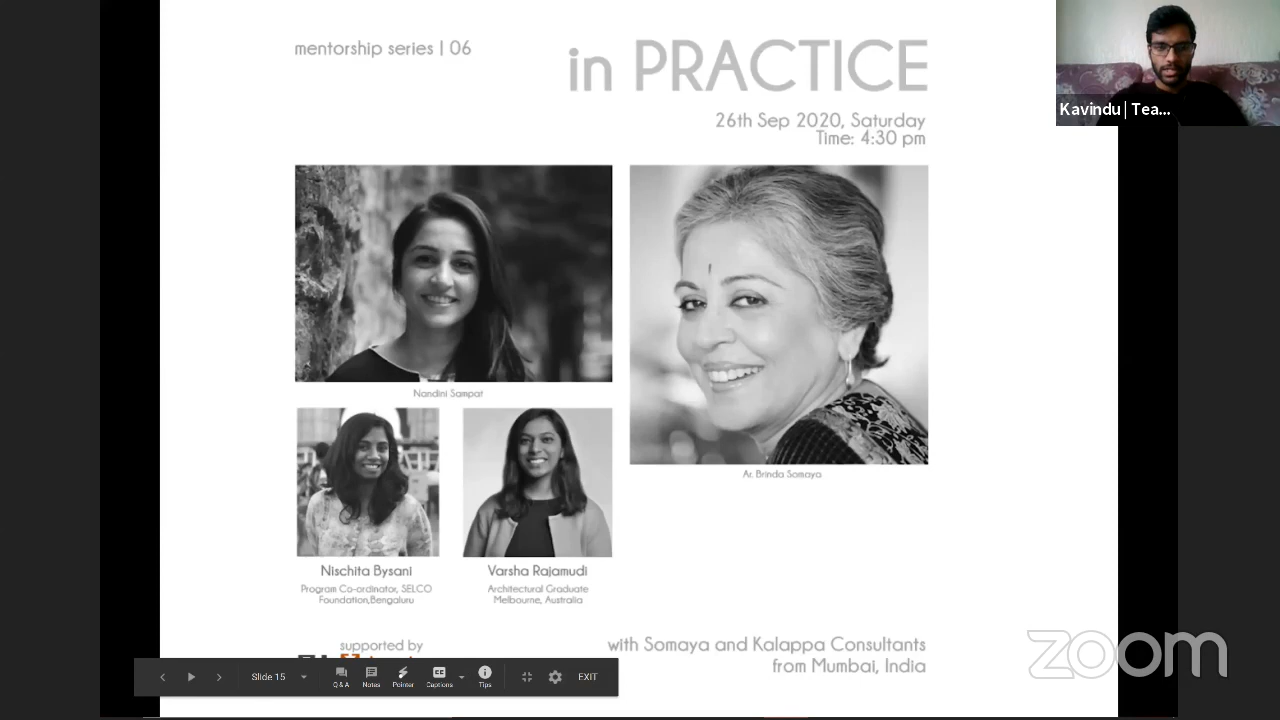 mentorship series | 06
in PRACTICE
26th Sep 2020, Saturday
Time: 4:30 pm
Kavindu | Tea...
Nandini Sampat
Ar. Brinda Somaya
Nischita Bysani
Program Co-ordinator, SELCO
Foundation,Bengaluru
Varsha Rajamudi
Architectural Graduate
Melbourne, Australia
supported by
with Somaya and Kalappa Consultants
from Mumbai, India
Slide 15
Q & A
Notes
Pointer
CC
Captions
Tips
EXIT
zoom